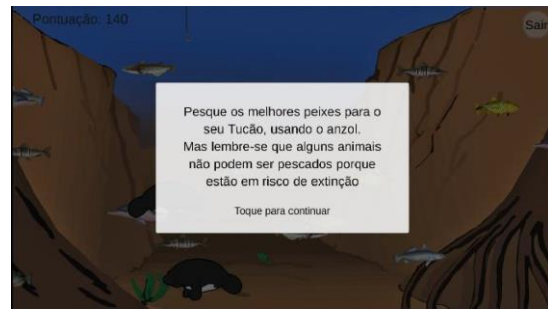 Pontuação: 140
Sair
Pesque os melhores peixes para o
seu Tucão, usando o anzol.
Mas lembre-se que alguns animais
não podem ser pescados porque
estão em risco de extinção
Toque para continuar